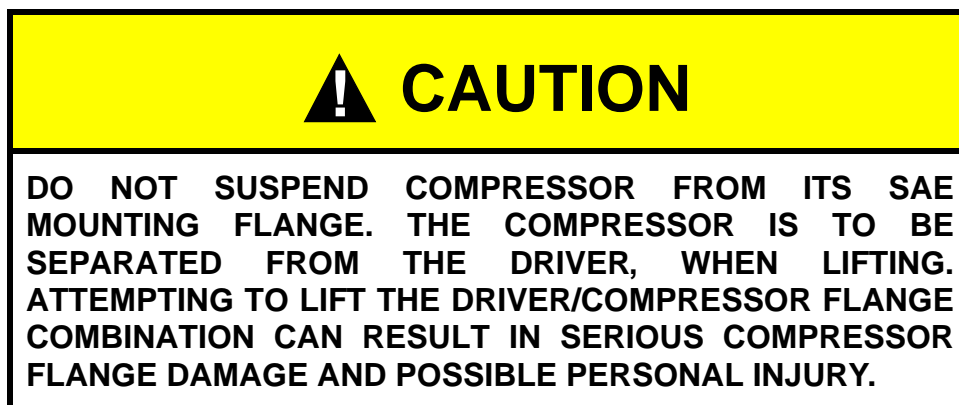 CAUTION
DO NOT SUSPEND COMPRESSOR FROM ITS SAE
MOUNTING FLANGE. THE COMPRESSOR IS TO BE
SEPARATED FROM THE DRIVER, WHEN LIFTING.
ATTEMPTING TO LIFT THE DRIVER/COMPRESSOR FLANGE
COMBINATION CAN RESULT IN SERIOUS COMPRESSOR
FLANGE DAMAGE AND POSSIBLE PERSONAL INJURY.